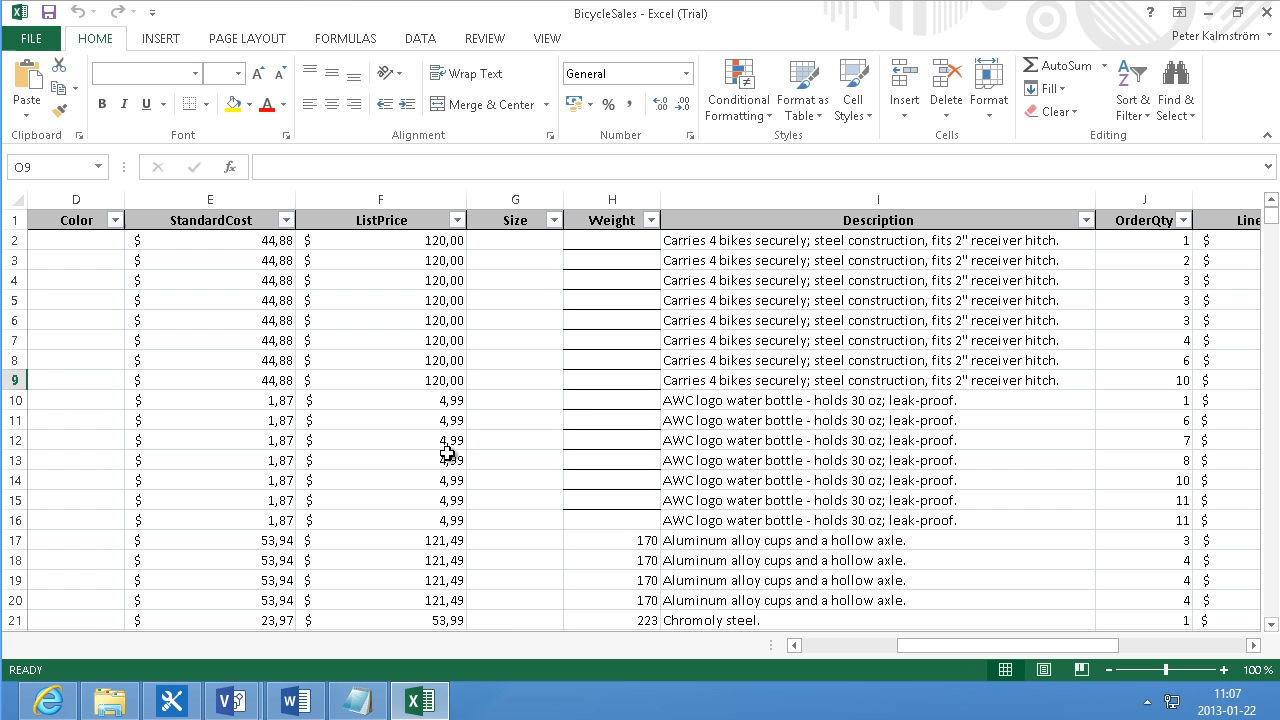 BicycleSales - Excel (Trial)
FILE HOME INSERT PAGE LAYOUT FORMULAS DATA REVIEW VIEW Peter Kalmström
Paste
B I U
Wrap Text
Merge & Center
General
% ,
Conditional Formatting
Format as Table
Cell Styles
Insert Delete Format
AutoSum
Fill
Clear
Sort & Filter
Find & Select
Clipboard Font Alignment Number Styles Cells Editing
O9 fx
D E F G H I J
1 Color StandardCost ListPrice Size Weight Description OrderQty Line
2 $ 44,88 $ 120,00 Carries 4 bikes securely; steel construction, fits 2" receiver hitch. 1 $
3 $ 44,88 $ 120,00 Carries 4 bikes securely; steel construction, fits 2" receiver hitch. 2 $
4 $ 44,88 $ 120,00 Carries 4 bikes securely; steel construction, fits 2" receiver hitch. 3 $
5 $ 44,88 $ 120,00 Carries 4 bikes securely; steel construction, fits 2" receiver hitch. 3 $
6 $ 44,88 $ 120,00 Carries 4 bikes securely; steel construction, fits 2" receiver hitch. 3 $
7 $ 44,88 $ 120,00 Carries 4 bikes securely; steel construction, fits 2" receiver hitch. 4 $
8 $ 44,88 $ 120,00 Carries 4 bikes securely; steel construction, fits 2" receiver hitch. 6 $
9 $ 44,88 $ 120,00 Carries 4 bikes securely; steel construction, fits 2" receiver hitch. 10 $
10 $ 1,87 $ 4,99 AWC logo water bottle - holds 30 oz; leak-proof. 1 $
11 $ 1,87 $ 4,99 AWC logo water bottle - holds 30 oz; leak-proof. 6 $
12 $ 1,87 $ 4,99 AWC logo water bottle - holds 30 oz; leak-proof. 7 $
13 $ 1,87 $ 4,99 AWC logo water bottle - holds 30 oz; leak-proof. 8 $
14 $ 1,87 $ 4,99 AWC logo water bottle - holds 30 oz; leak-proof. 10 $
15 $ 1,87 $ 4,99 AWC logo water bottle - holds 30 oz; leak-proof. 11 $
16 $ 1,87 $ 4,99 AWC logo water bottle - holds 30 oz; leak-proof. 11 $
17 $ 53,94 $ 121,49 170 Aluminum alloy cups and a hollow axle. 3 $
18 $ 53,94 $ 121,49 170 Aluminum alloy cups and a hollow axle. 4 $
19 $ 53,94 $ 121,49 170 Aluminum alloy cups and a hollow axle. 4 $
20 $ 53,94 $ 121,49 170 Aluminum alloy cups and a hollow axle. 4 $
21 $ 23,97 $ 53,99 223 Chromoly steel. 1 $
READY 100 %
11:07
2013-01-22